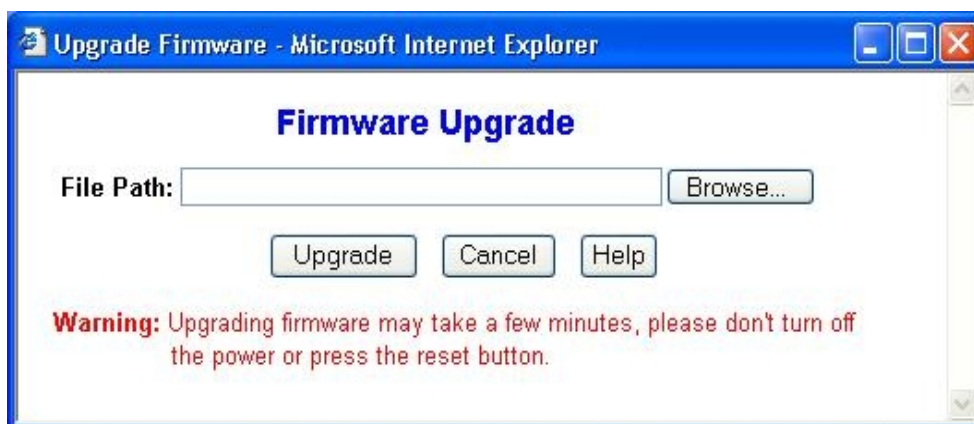 Upgrade Firmware - Microsoft Internet Explorer
Firmware Upgrade
File Path: Browse...
Upgrade Cancel Help
Warning: Upgrading firmware may take a few minutes, please don't turn off
the power or press the reset button.